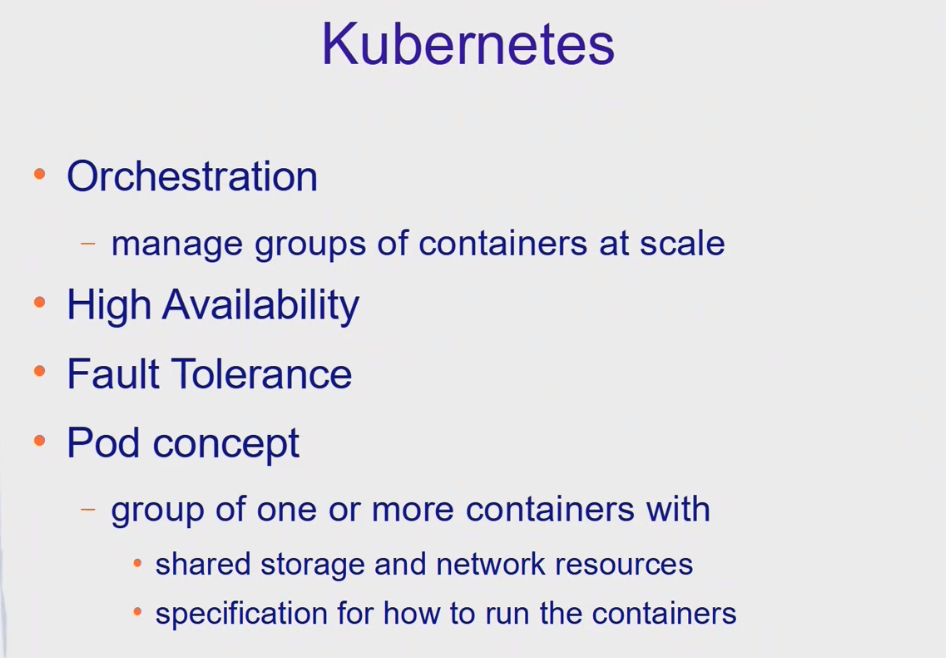 Kubernetes
• Orchestration
– manage groups of containers at scale
• High Availability
• Fault Tolerance
• Pod concept
– group of one or more containers with
• shared storage and network resources
• specification for how to run the containers